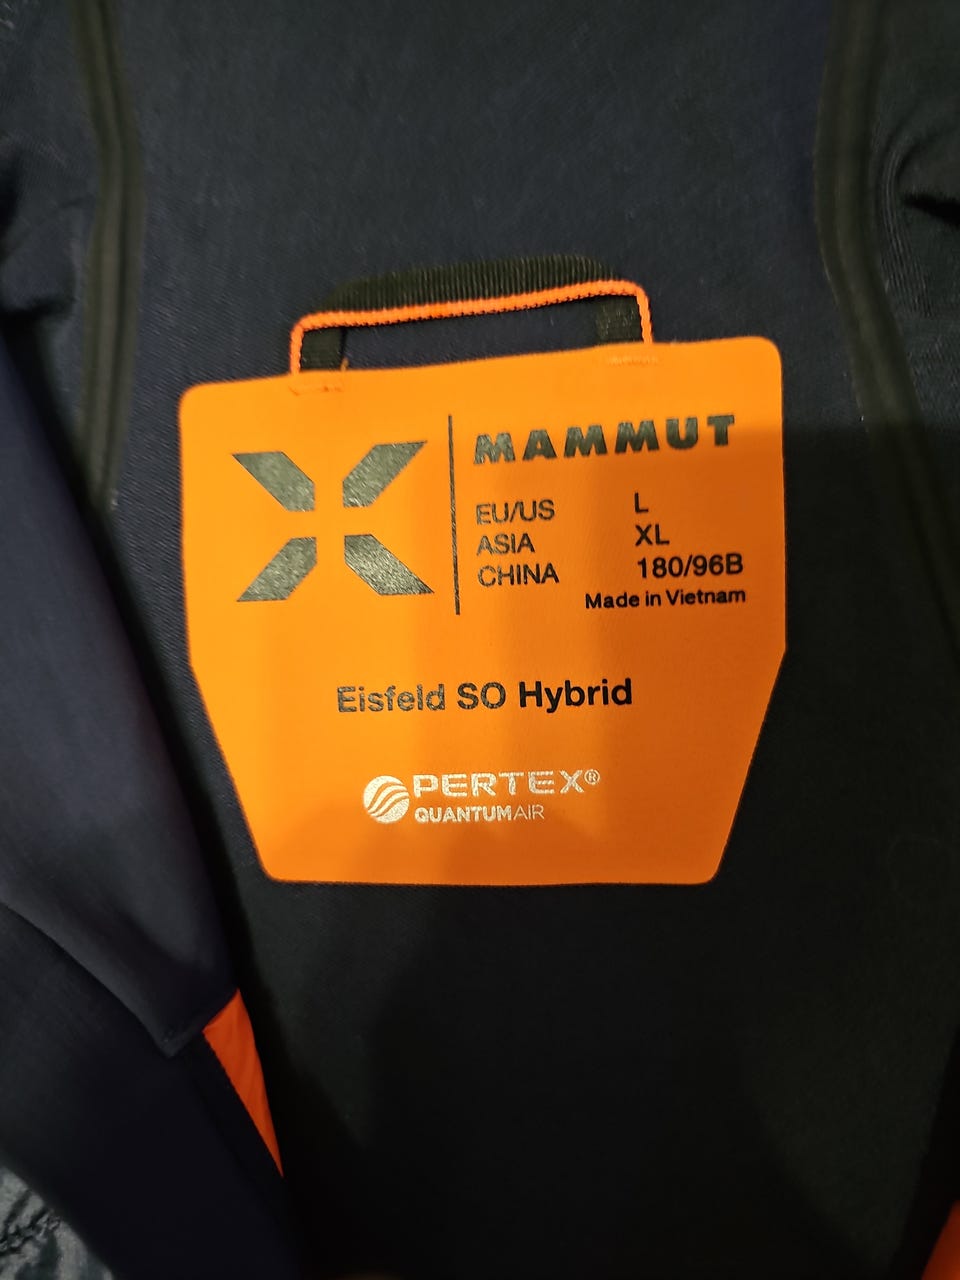 MAMMUT
EU/US L
ASIA XL
CHINA 180/96B
Made in Vietnam
Eisfeld SO Hybrid
PERTEX®
QUANTUMAIR